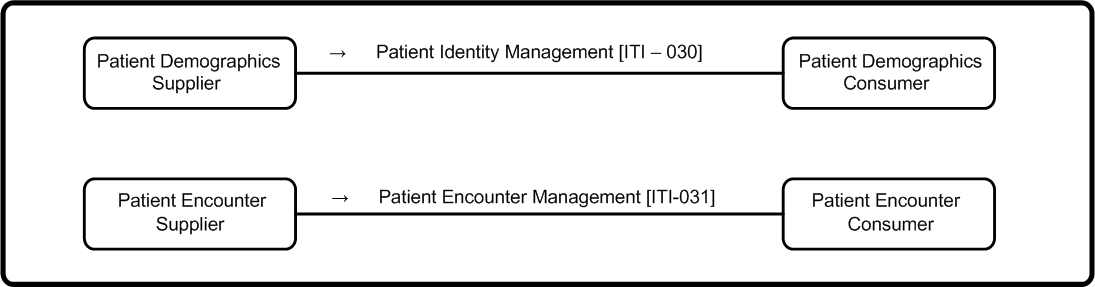 Patient Demographics
Supplier
→ Patient Identity Management [ITI – 030]
Patient Demographics
Consumer
Patient Encounter
Supplier
→ Patient Encounter Management [ITI-031]
Patient Encounter
Consumer